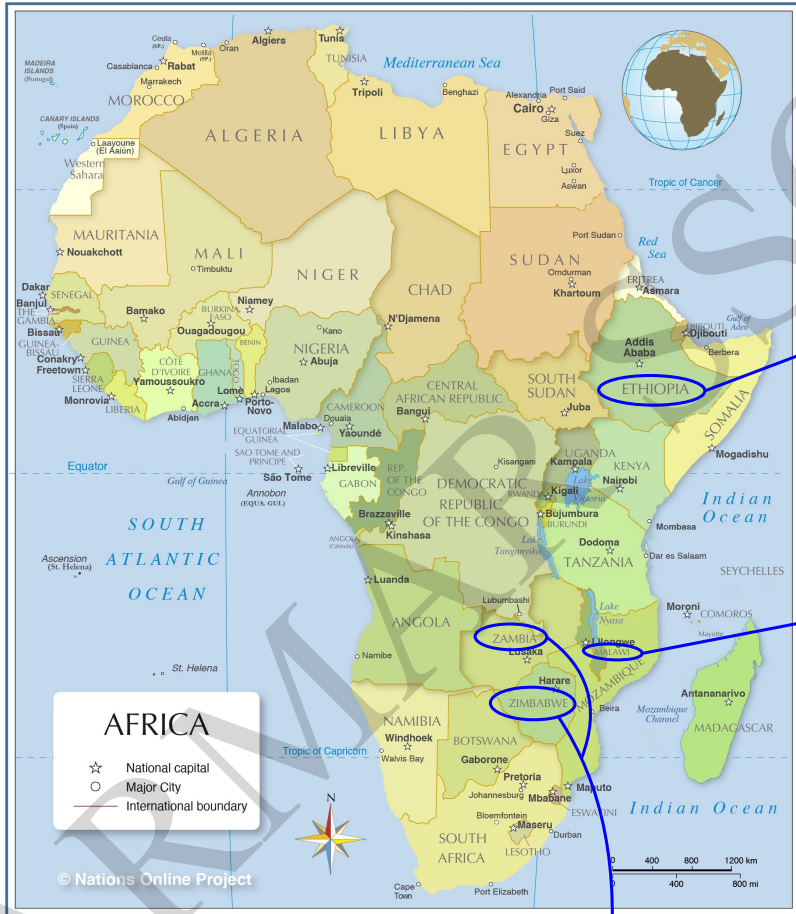 Ceuta
(SP.)
Melilla
(SP.)
Oran
Algiers
Tunis
TUNISIA
Mediterranean Sea
MADEIRA
ISLANDS
(Portugal)
Casablanca
Rabat
Marrakech
MOROCCO
Tripoli
Benghazi
Alexandria
Port Said
Cairo
Giza
Suez
CANARY ISLANDS
(Spain)
Laayoune
(El Aaiún)
Western
Sahara
ALGERIA
LIBYA
EGYPT
Luxor
Aswan
Tropic of Cancer
MAURITANIA
Nouakchott
MALI
Timbuktu
NIGER
CHAD
SUDAN
Port Sudan
Red
Sea
Omdurman
Khartoum
ERITREA
Asmara
Dakar
SENEGAL
Banjul
THE
GAMBIA
Bissau
GUINEA-
BISSAU
Bamako
BURKINA
FASO
Ouagadougou
Niamey
N'Djamena
Kano
NIGERIA
Abuja
DJIBOUTI
Djibouti
Gulf of
Aden
Berbera
Addis
Ababa
ETHIOPIA
SOMALIA
Mogadishu
GUINEA
Conakry
Freetown
SIERRA
LEONE
Monrovia
LIBERIA
CÔTE
D'IVOIRE
Yamoussoukro
Abidjan
GHANA
Accra
TOGO
Lomé
BENIN
Porto-
Novo
Ibadan
Lagos
CENTRAL
AFRICAN REPUBLIC
Bangui
SOUTH
SUDAN
Juba
CAMEROON
Douala
Yaoundé
Malabo
EQUATORIAL
GUINEA
SAO TOME AND
PRINCIPE
São Tome
Libreville
GABON
REP.
OF THE
CONGO
Brazzaville
Kinshasa
Kisangani
DEMOCRATIC
REPUBLIC
OF THE CONGO
UGANDA
Kampala
KENYA
Nairobi
Lake
Victoria
RWANDA
Kigali
Bujumbura
BURUNDI
Equator
Gulf of Guinea
Annobon
(EQUA. GUI.)
ANGOLA
(Cabinda)
Indian
Ocean
Mombasa
Dodoma
Dar es Salaam
TANZANIA
Lake
Tanganyika
SEYCHELLES
SOUTH
ATLANTIC
OCEAN
Ascension
(St. Helena)
Luanda
ANGOLA
Namibe
Lubumbashi
ZAMBIA
Lusaka
Lake
Nyasa
Lilongwe
MALAWI
Moroni
COMOROS
Mayotte
St. Helena
Harare
ZIMBABWE
MOZAMBIQUE
Beira
Mozambique
Channel
Antananarivo
MADAGASCAR
NAMIBIA
Windhoek
Walvis Bay
Tropic of Capricorn
BOTSWANA
Gaborone
Pretoria
Johannesburg
Maputo
Mbabane
ESWATINI
Bloemfontein
Maseru
LESOTHO
Durban
SOUTH
AFRICA
Cape
Town
Port Elizabeth
Indian Ocean
AFRICA
National capital
Major City
International boundary
N
0 400 800 1200 km
0 400 800 mi
© Nations Online Project